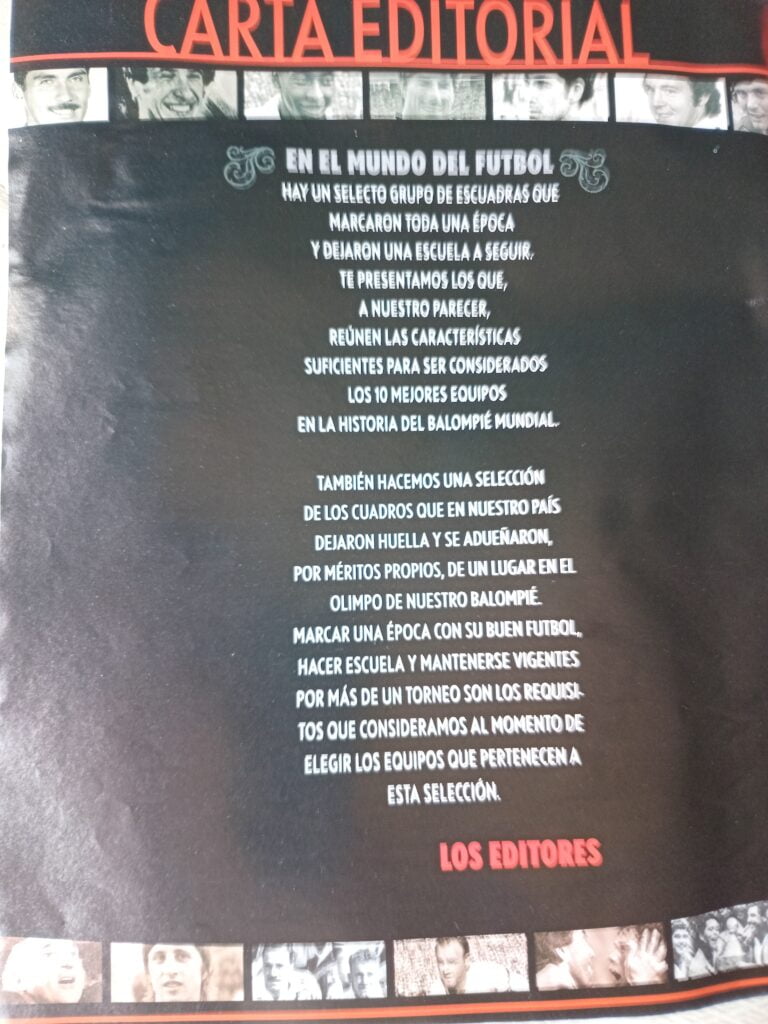 CARTA EDITORIAL
EN EL MUNDO DEL FUTBOL
HAY UN SELECTO GRUPO DE ESCUADRAS QUE
MARCARON TODA UNA ÉPOCA
Y DEJARON UNA ESCUELA A SEGUIR.
TE PRESENTAMOS LOS QUE,
A NUESTRO PARECER,
REÚNEN LAS CARACTERÍSTICAS
SUFICIENTES PARA SER CONSIDERADOS
LOS 10 MEJORES EQUIPOS
EN LA HISTORIA DEL BALOMPIÉ MUNDIAL.
TAMBIÉN HACEMOS UNA SELECCIÓN
DE LOS CUADROS QUE EN NUESTRO PAÍS
DEJARON HUELLA Y SE ADUEÑARON,
POR MÉRITOS PROPIOS, DE UN LUGAR EN EL
OLIMPO DE NUESTRO BALOMPIÉ.
MARCAR UNA ÉPOCA CON SU BUEN FUTBOL,
HACER ESCUELA Y MANTENERSE VIGENTES
POR MÁS DE UN TORNEO SON LOS REQUISI-
TOS QUE CONSIDERAMOS AL MOMENTO DE
ELEGIR LOS EQUIPOS QUE PERTENECEN A
ESTA SELECCIÓN.
LOS EDITORES